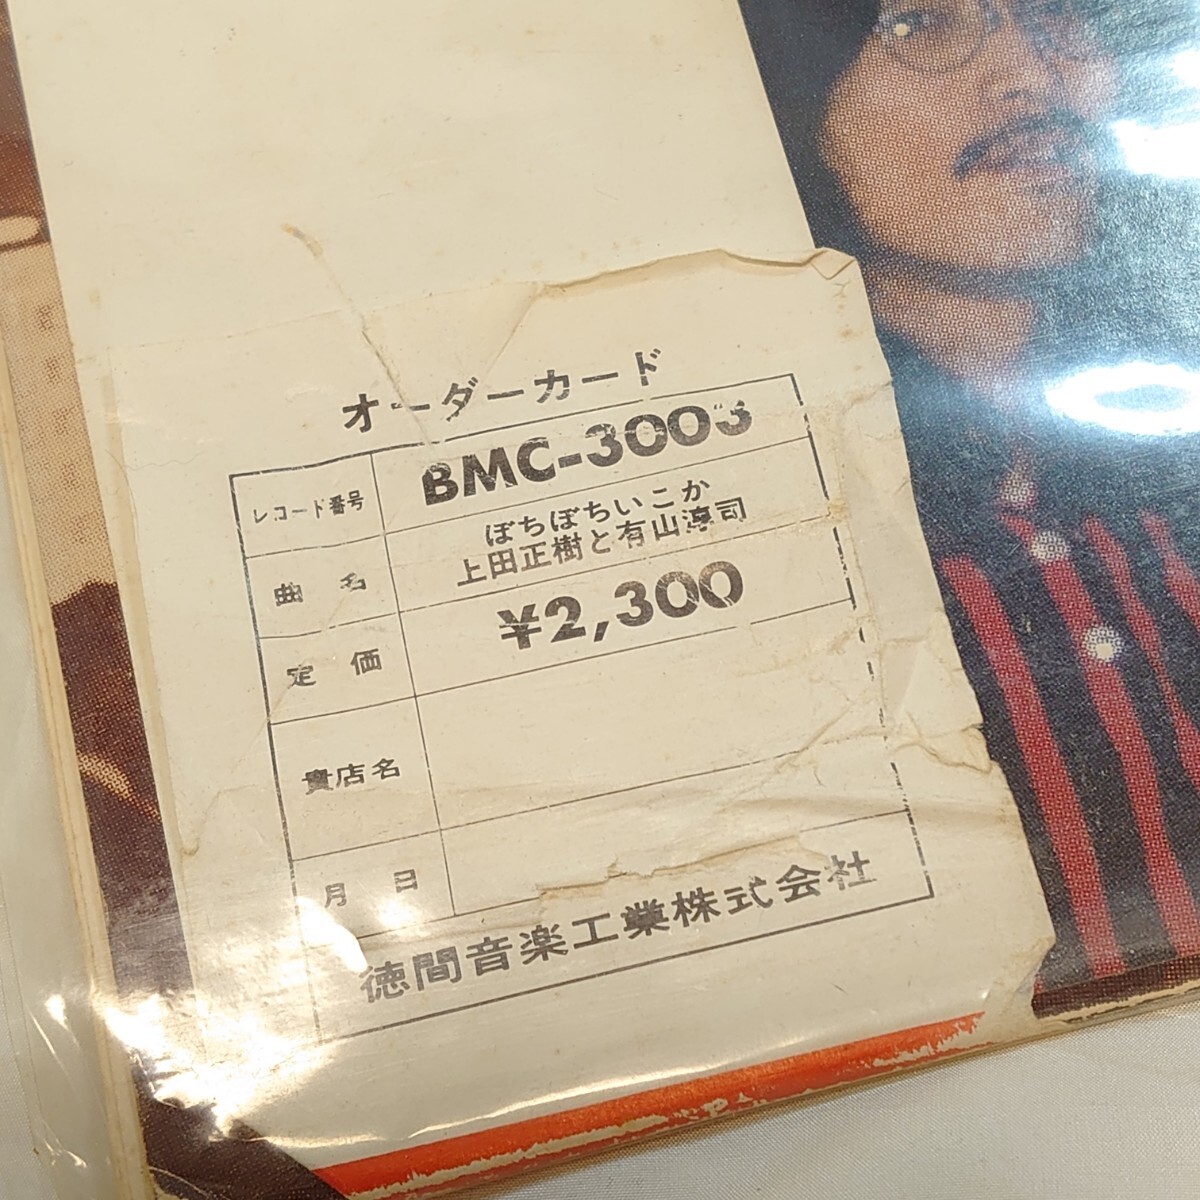 オーダーカード
レコード番号 BMC-3003
曲名 ぼちぼちいこか
上田正樹と有山淳司
定価 ¥2,300
貴店名
月日
徳間音楽工業株式会社